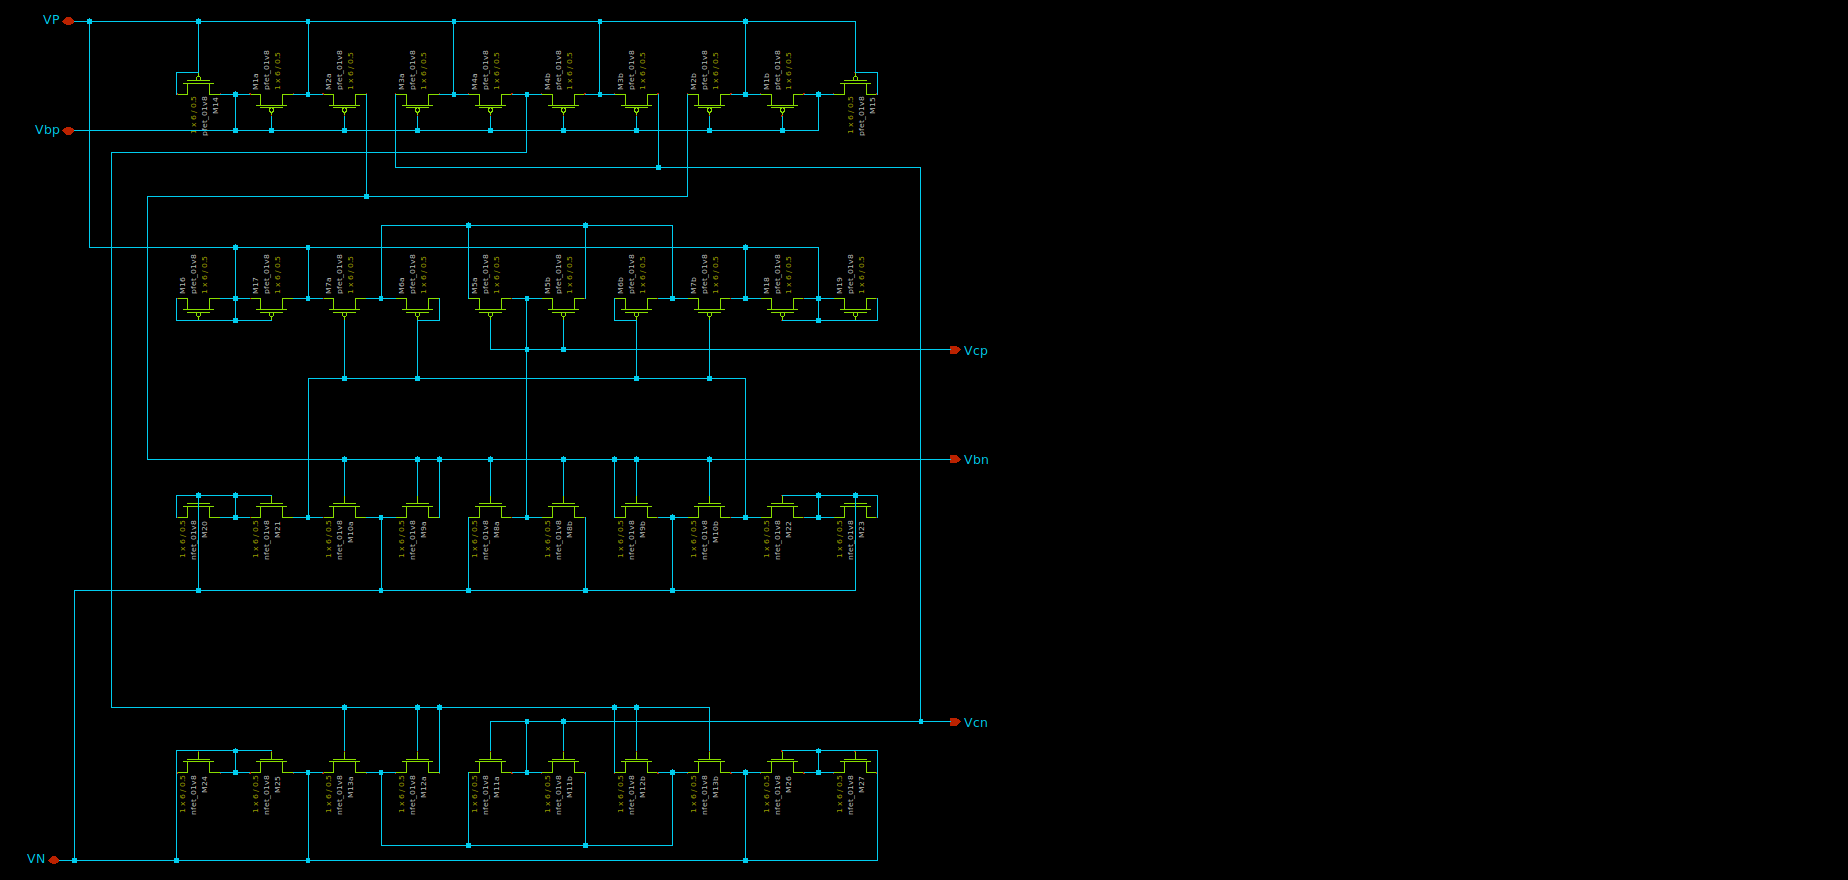 VP
M1a
pfet_01v8
1 x 6 / 0.5
M2a
pfet_01v8
1 x 6 / 0.5
M3a
pfet_01v8
1 x 6 / 0.5
M4a
pfet_01v8
1 x 6 / 0.5
M4b
pfet_01v8
1 x 6 / 0.5
M3b
pfet_01v8
1 x 6 / 0.5
M2b
pfet_01v8
1 x 6 / 0.5
M1b
pfet_01v8
1 x 6 / 0.5
1 x 6 / 0.5
pfet_01v8
M14
1 x 6 / 0.5
pfet_01v8
M15
Vbp
M16
pfet_01v8
1 x 6 / 0.5
M17
pfet_01v8
1 x 6 / 0.5
M7a
pfet_01v8
1 x 6 / 0.5
M6a
pfet_01v8
1 x 6 / 0.5
M5a
pfet_01v8
1 x 6 / 0.5
M5b
pfet_01v8
1 x 6 / 0.5
M6b
pfet_01v8
1 x 6 / 0.5
M7b
pfet_01v8
1 x 6 / 0.5
M18
pfet_01v8
1 x 6 / 0.5
M19
pfet_01v8
1 x 6 / 0.5
Vcp
Vbn
1 x 6 / 0.5
nfet_01v8
M20
1 x 6 / 0.5
nfet_01v8
M21
1 x 6 / 0.5
nfet_01v8
M10a
1 x 6 / 0.5
nfet_01v8
M9a
1 x 6 / 0.5
nfet_01v8
M8a
1 x 6 / 0.5
nfet_01v8
M8b
1 x 6 / 0.5
nfet_01v8
M9b
1 x 6 / 0.5
nfet_01v8
M10b
1 x 6 / 0.5
nfet_01v8
M22
1 x 6 / 0.5
nfet_01v8
M23
Vcn
1 x 6 / 0.5
nfet_01v8
M24
1 x 6 / 0.5
nfet_01v8
M25
1 x 6 / 0.5
nfet_01v8
M13a
1 x 6 / 0.5
nfet_01v8
M12a
1 x 6 / 0.5
nfet_01v8
M11a
1 x 6 / 0.5
nfet_01v8
M11b
1 x 6 / 0.5
nfet_01v8
M12b
1 x 6 / 0.5
nfet_01v8
M13b
1 x 6 / 0.5
nfet_01v8
M26
1 x 6 / 0.5
nfet_01v8
M27
VN